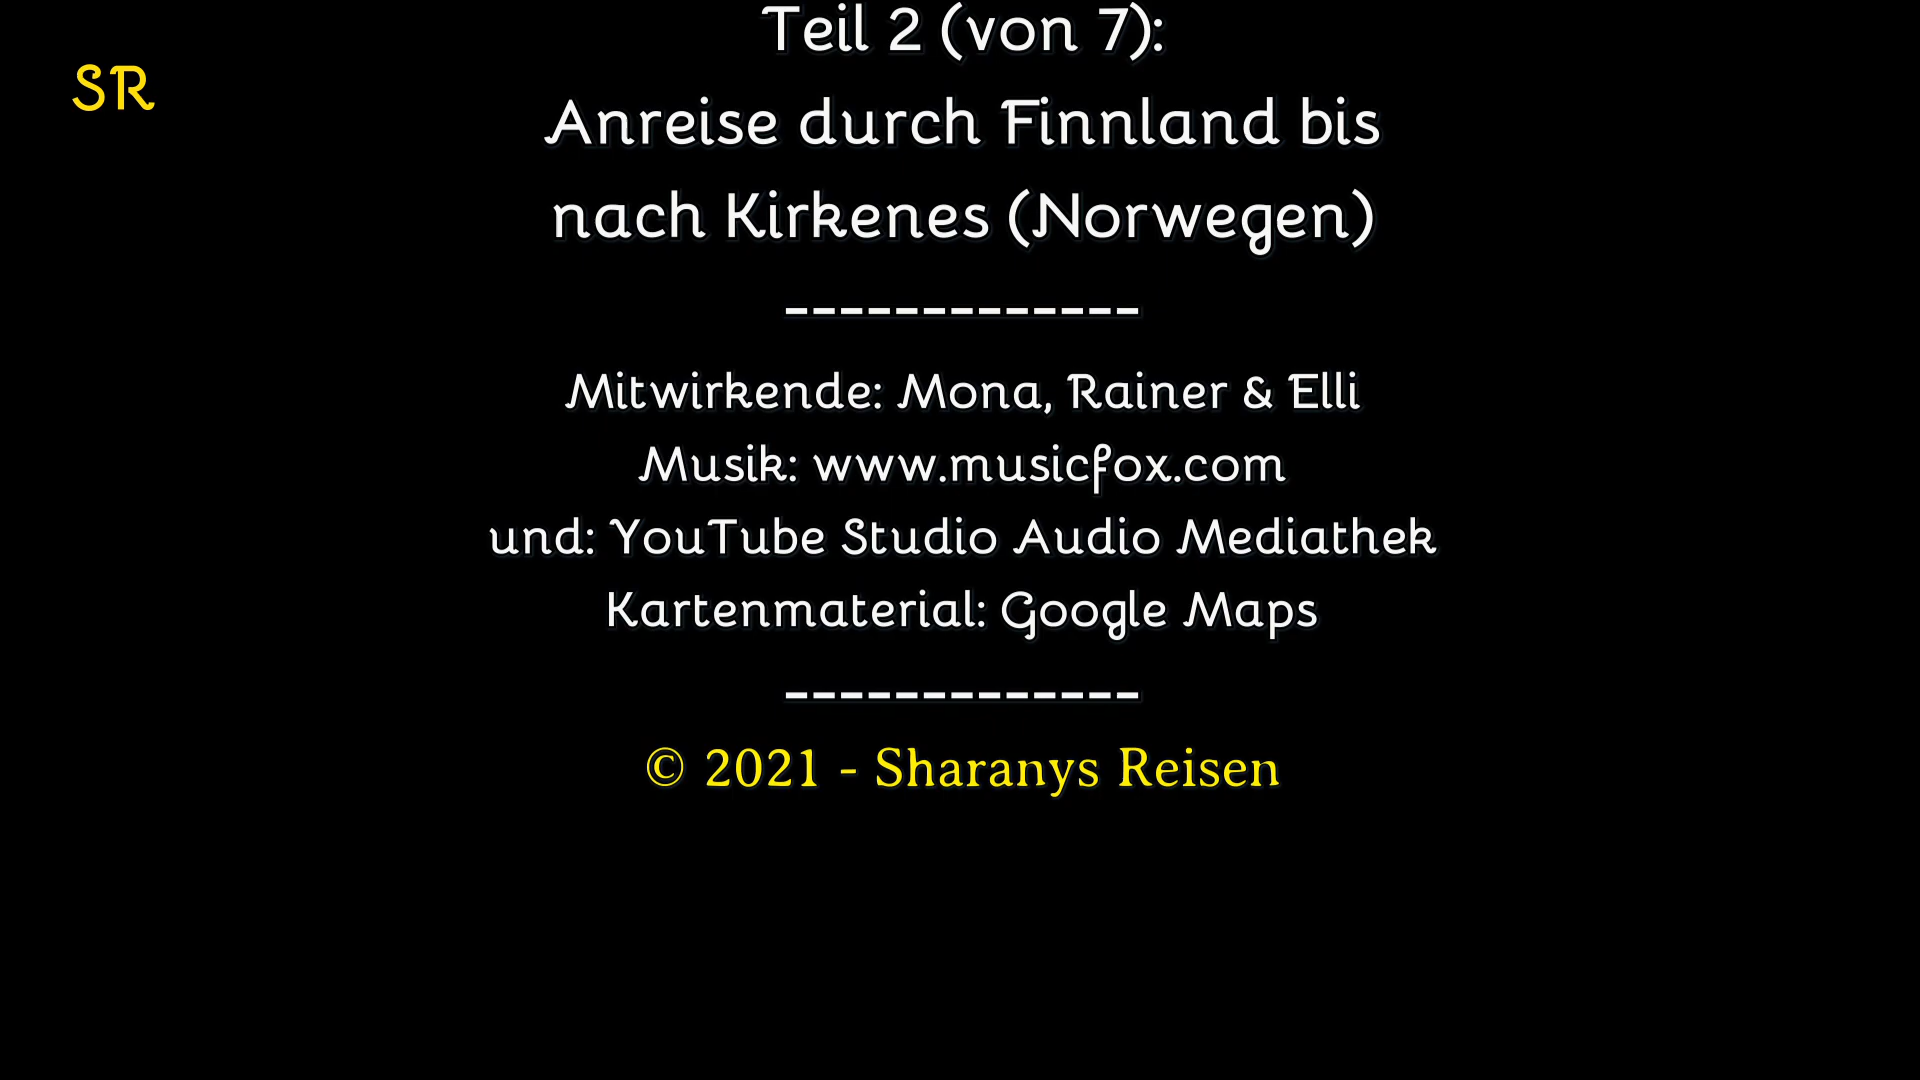 SR
Teil 2 (von 7):
Anreise durch Finnland bis
nach Kirkenes (Norwegen)
-------------
Mitwirkende: Mona, Rainer & Elli
Musik: www.musicfox.com
und: YouTube Studio Audio Mediathek
Kartenmaterial: Google Maps
-------------
© 2021 - Sharanys Reisen